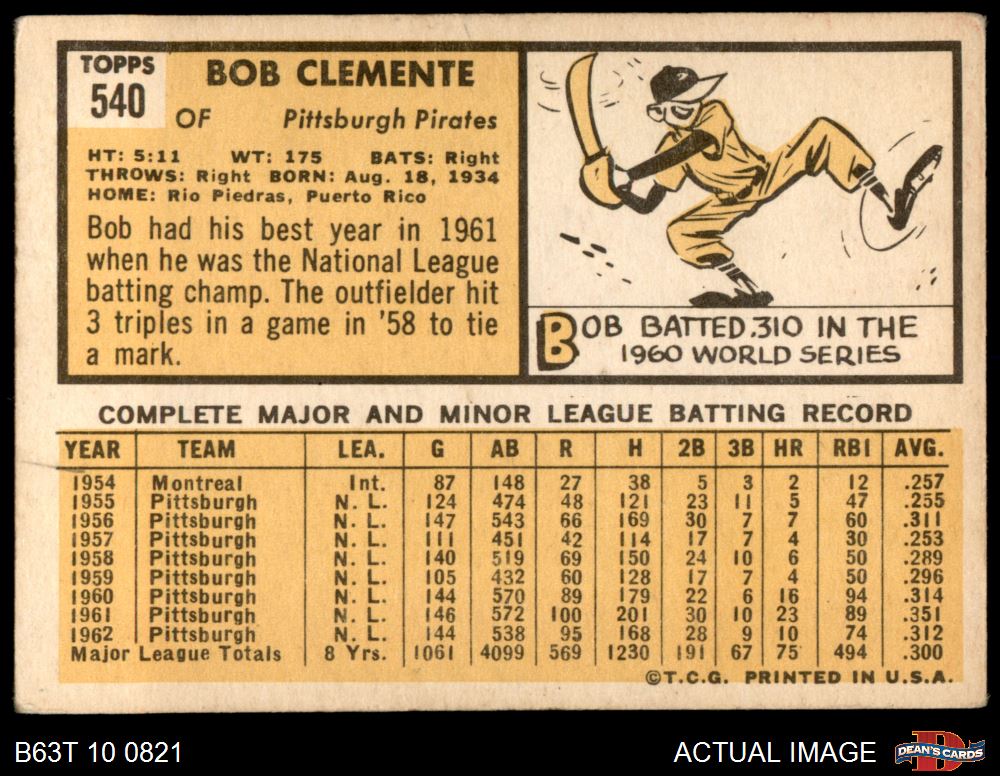 TOPPS
540
BOB CLEMENTE
OF Pittsburgh Pirates
HT: 5:11 WT: 175 BATS: Right
THROWS: Right BORN: Aug. 18, 1934
HOME: Rio Piedras, Puerto Rico
Bob had his best year in 1961
when he was the National League
batting champ. The outfielder hit
3 triples in a game in '58 to tie
a mark.
BOB BATTED .310 IN THE
1960 WORLD SERIES
COMPLETE MAJOR AND MINOR LEAGUE BATTING RECORD
YEAR TEAM LEA. G AB R H 2B 3B HR RBI AVG.
1954 Montreal Int. 87 148 27 38 5 3 2 12 .257
1955 Pittsburgh N. L. 124 474 48 121 23 11 5 47 .255
1956 Pittsburgh N. L. 147 543 66 169 30 7 7 60 .311
1957 Pittsburgh N. L. 111 451 42 114 17 7 4 30 .253
1958 Pittsburgh N. L. 140 519 69 150 24 10 6 50 .289
1959 Pittsburgh N. L. 105 432 60 128 17 7 4 50 .296
1960 Pittsburgh N. L. 144 570 89 179 22 6 16 94 .314
1961 Pittsburgh N. L. 146 572 100 201 30 10 23 89 .351
1962 Pittsburgh N. L. 144 538 95 168 28 9 10 74 .312
Major League Totals 8 Yrs. 1061 4099 569 1230 191 67 75 494 .300
©T.C.G. PRINTED IN U.S.A.
B63T 10 0821
ACTUAL IMAGE
DEAN'S CARDS